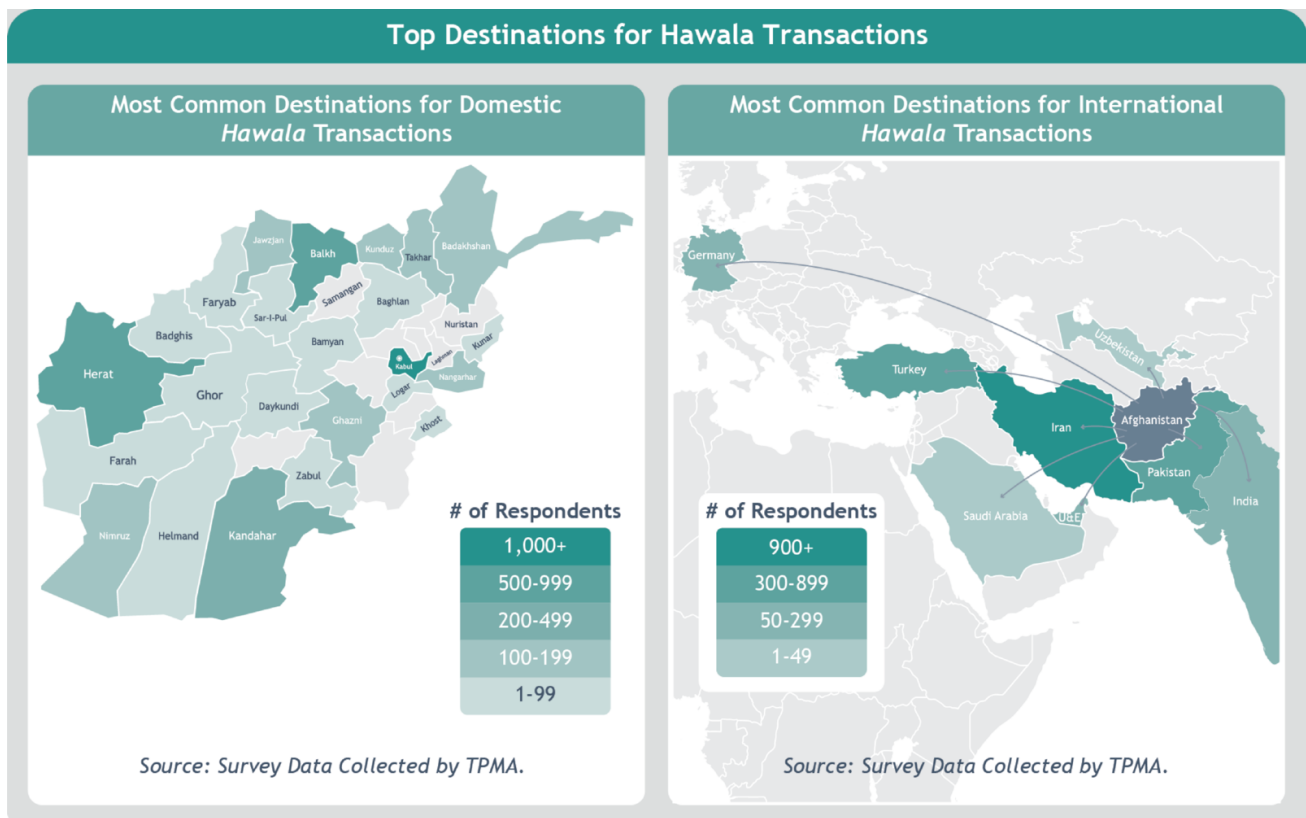 Top Destinations for Hawala Transactions
Most Common Destinations for Domestic
Hawala Transactions
Jawzjan
Balkh
Kunduz
Takhar
Badakhshan
Faryab
Samangan
Baghlan
Sar-I-Pul
Badghis
Bamyan
Nuristan
Kunar
Laghman
Kabul
Nangarhar
Herat
Logar
Ghor
Daykundi
Ghazni
Khost
Farah
Zabul
Nimruz
Helmand
Kandahar
# of Respondents
1,000+
500-999
200-499
100-199
1-99
Source: Survey Data Collected by TPMA.
Most Common Destinations for International
Hawala Transactions
Germany
Uzbekistan
Turkey
Afghanistan
Iran
Pakistan
India
Saudi Arabia
UAE
# of Respondents
900+
300-899
50-299
1-49
Source: Survey Data Collected by TPMA.